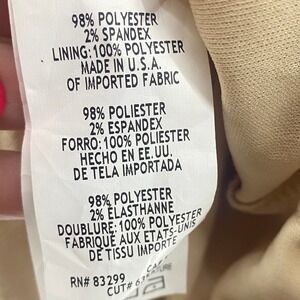 98% POLYESTER
2% SPANDEX
LINING: 100% POLYESTER
MADE IN U.S.A.
OF IMPORTED FABRIC
98% POLIESTER
2% ESPANDEX
FORRO: 100% POLIESTER
HECHO EN EE.UU.
DE TELA IMPORTADA
98% POLYESTER
2% ELASTHANNE
DOUBLURE: 100% POLYESTER
FABRIQUÉ AUX ETATS-UNIS
DE TISSU IMPORTE
RN# 83299
CUT#